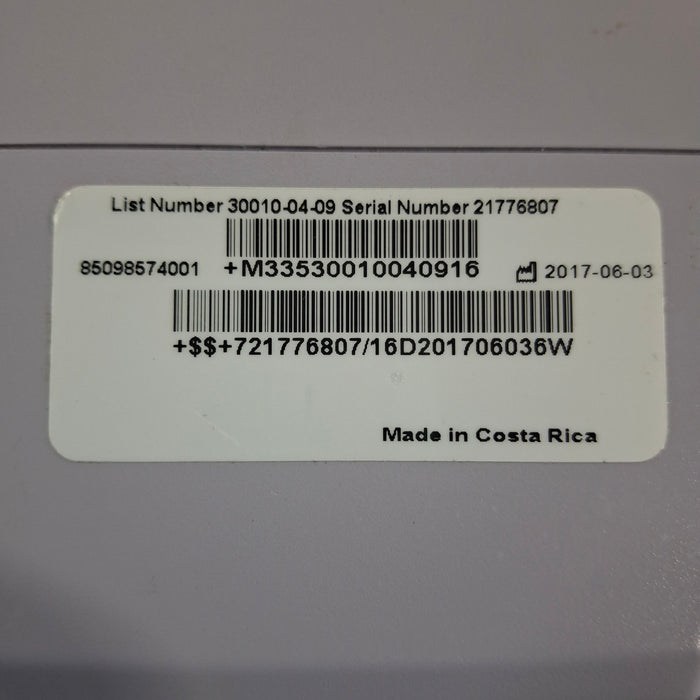 List Number 30010-04-09 Serial Number 21776807
85098574001 +M33530010040916 2017-06-03
+$$+721776807/16D201706036W
Made in Costa Rica